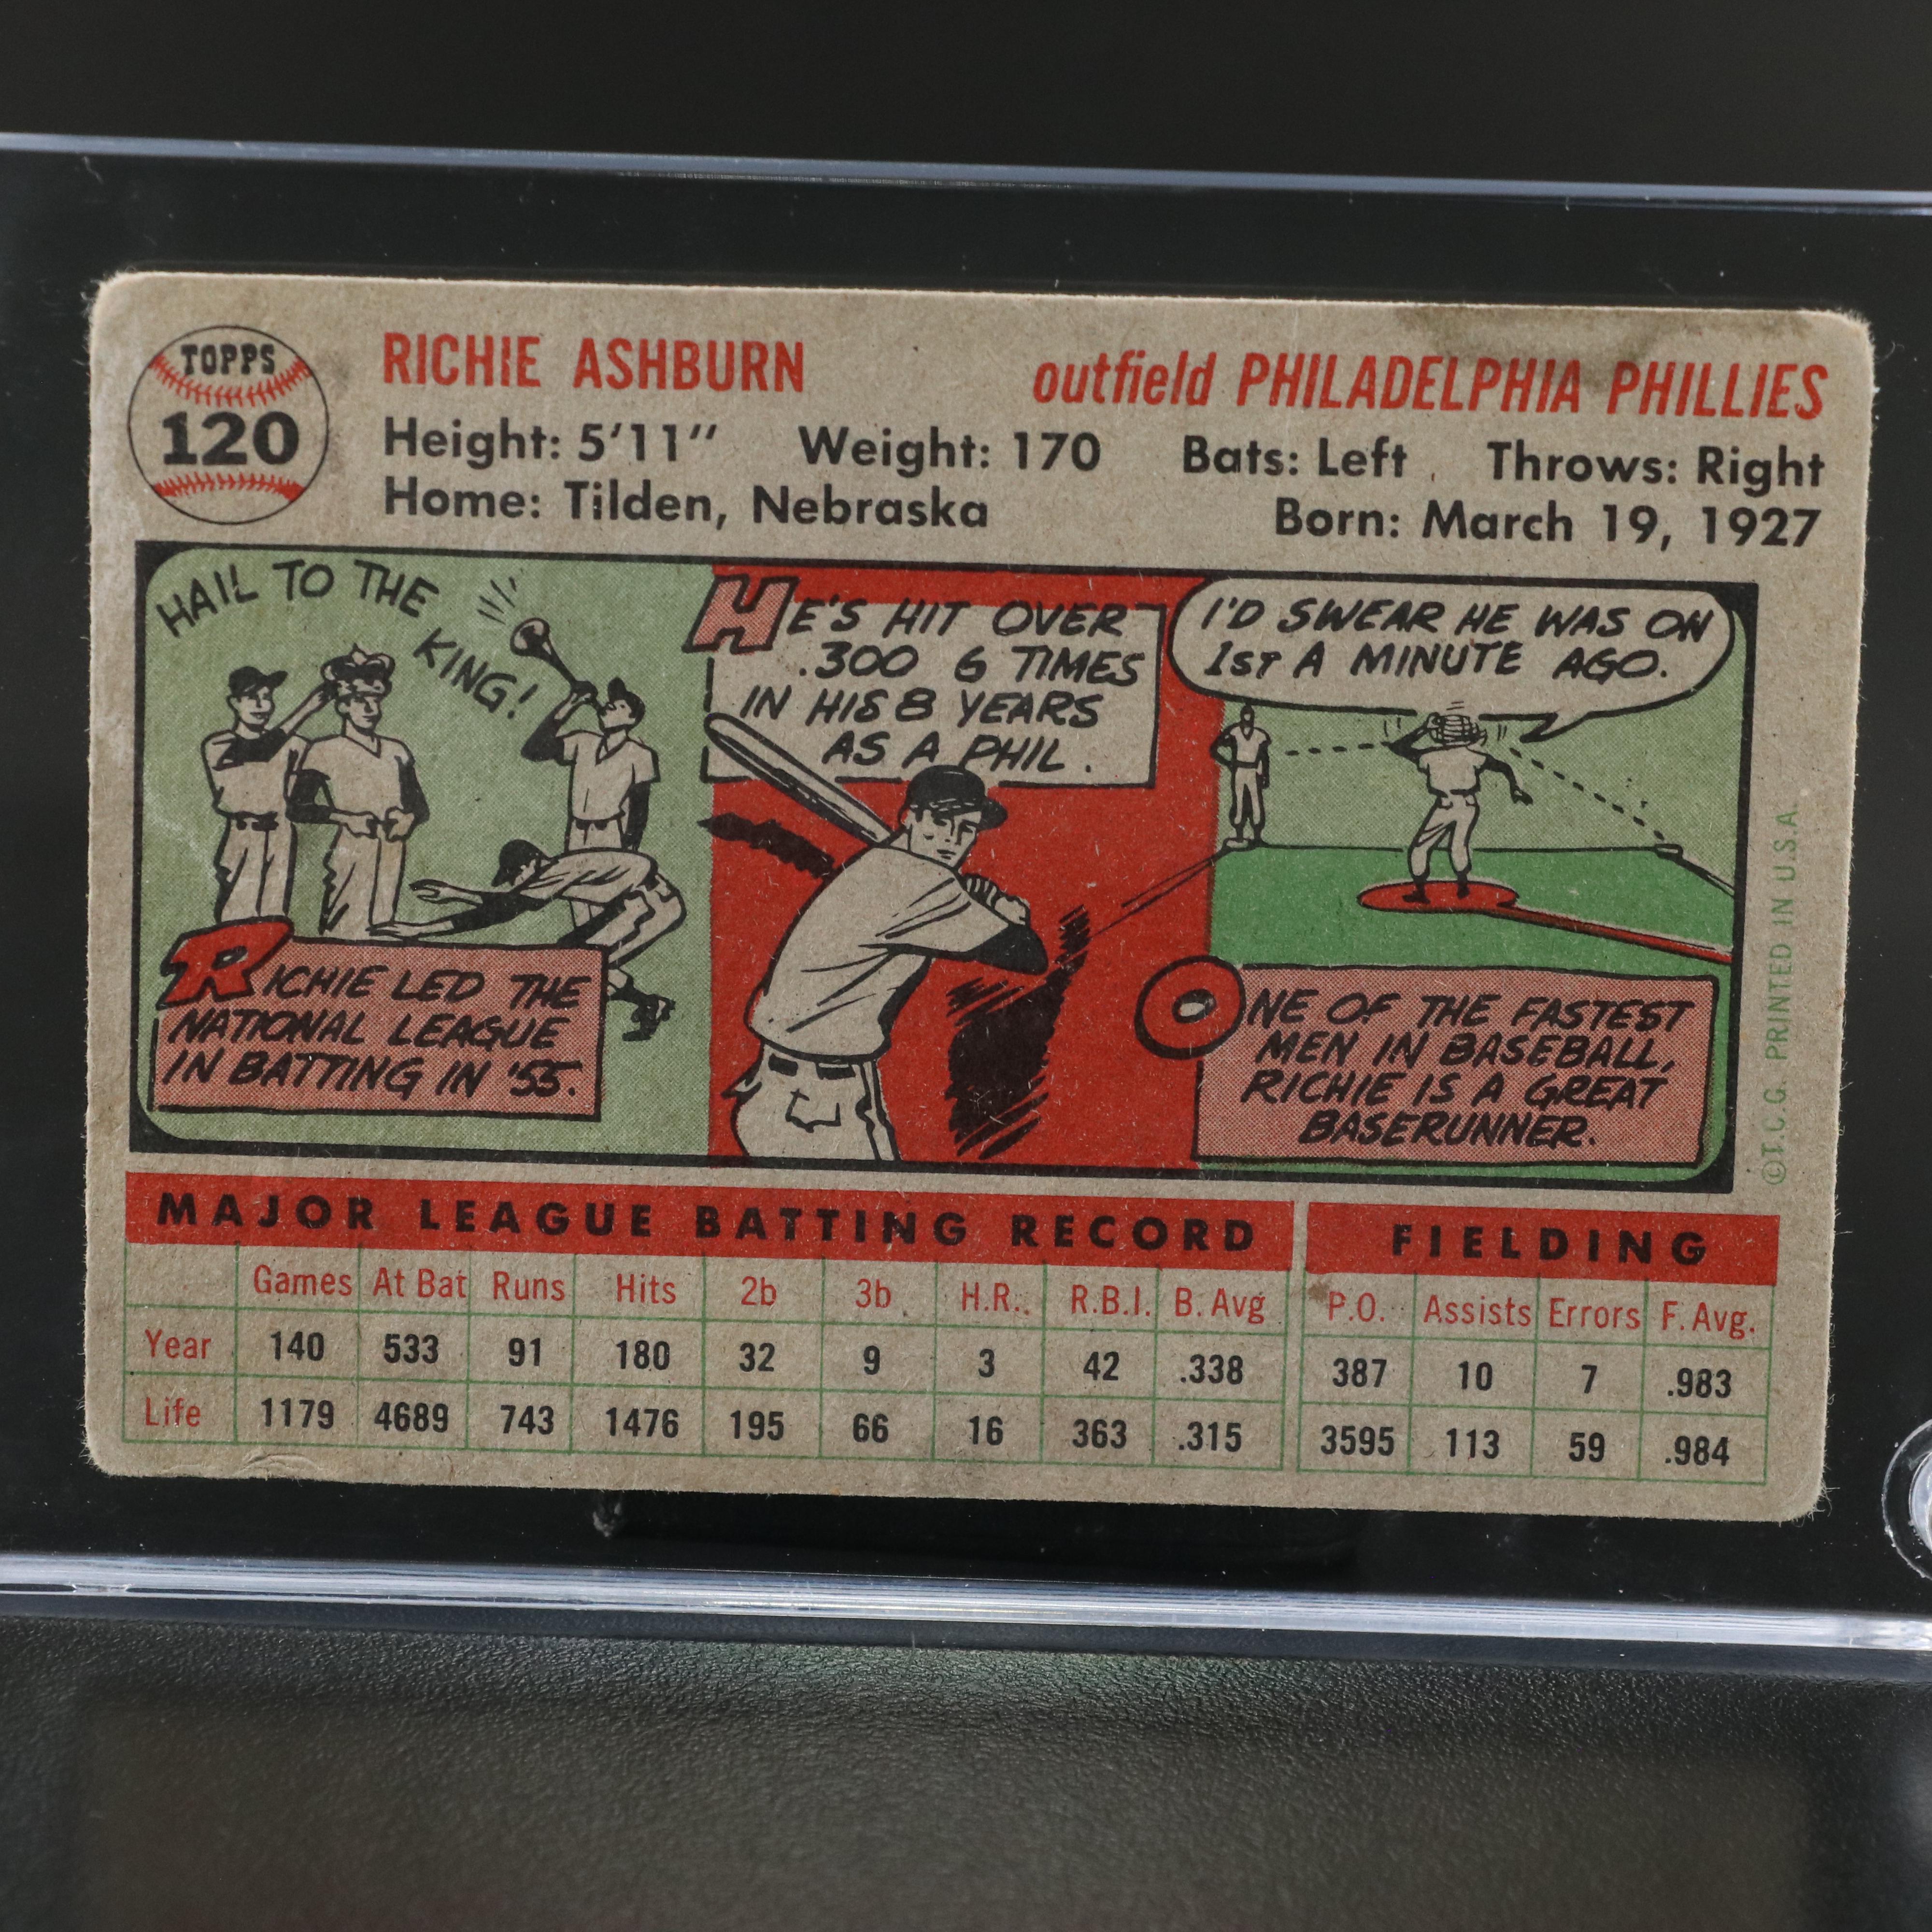 TOPPS
120
RICHIE ASHBURN
outfield PHILADELPHIA PHILLIES
Height: 5'11" Weight: 170 Bats: Left Throws: Right
Home: Tilden, Nebraska Born: March 19, 1927
HAIL TO THE
KING!
RICHIE LED THE
NATIONAL LEAGUE
IN BATTING IN '55.
HE'S HIT OVER
.300 6 TIMES
IN HIS 8 YEARS
AS A PHIL.
I'D SWEAR HE WAS ON
1ST A MINUTE AGO.
ONE OF THE FASTEST
MEN IN BASEBALL,
RICHIE IS A GREAT
BASERUNNER.
©T.C.G. PRINTED IN U.S.A.
MAJOR LEAGUE BATTING RECORD FIELDING
Games At Bat Runs Hits 2b 3b H.R. R.B.I. B. Avg P.O. Assists Errors F. Avg.
Year 140 533 91 180 32 9 3 42 .338 387 10 7 .983
Life 1179 4689 743 1476 195 66 16 363 .315 3595 113 59 .984